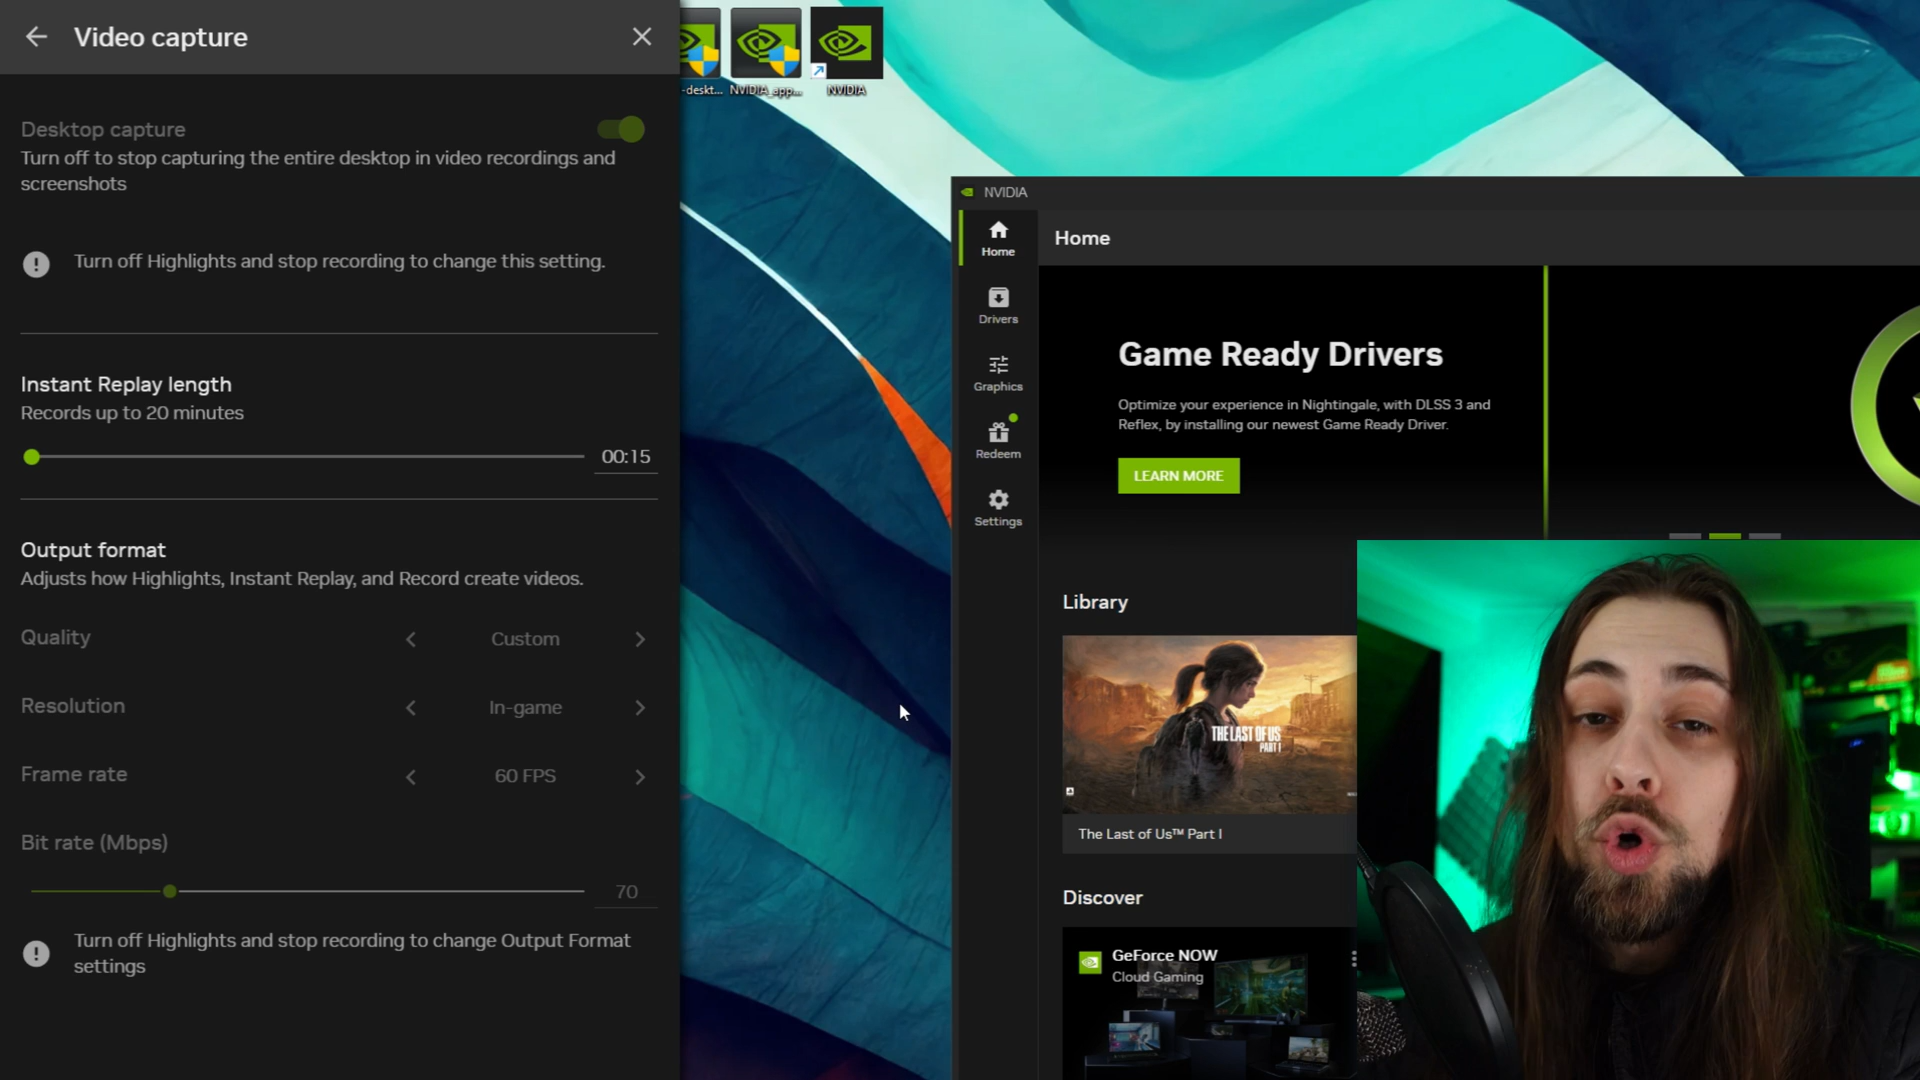 Video capture
Desktop capture
Turn off to stop capturing the entire desktop in video recordings and
screenshots
Turn off Highlights and stop recording to change this setting.
Instant Replay length
Records up to 20 minutes
00:15
Output format
Adjusts how Highlights, Instant Replay, and Record create videos.
Quality
Custom
Resolution
In-game
Frame rate
60 FPS
Bit rate (Mbps)
70
Turn off Highlights and stop recording to change Output Format
settings
-deskt...
NVIDIA_app...
NVIDIA
NVIDIA
Home
Drivers
Graphics
Redeem
Settings
Home
Game Ready Drivers
Optimize your experience in Nightingale, with DLSS 3 and
Reflex, by installing our newest Game Ready Driver.
LEARN MORE
Library
THE LAST OF US
PART I
The Last of Us™ Part I
Discover
GeForce NOW
Cloud Gaming